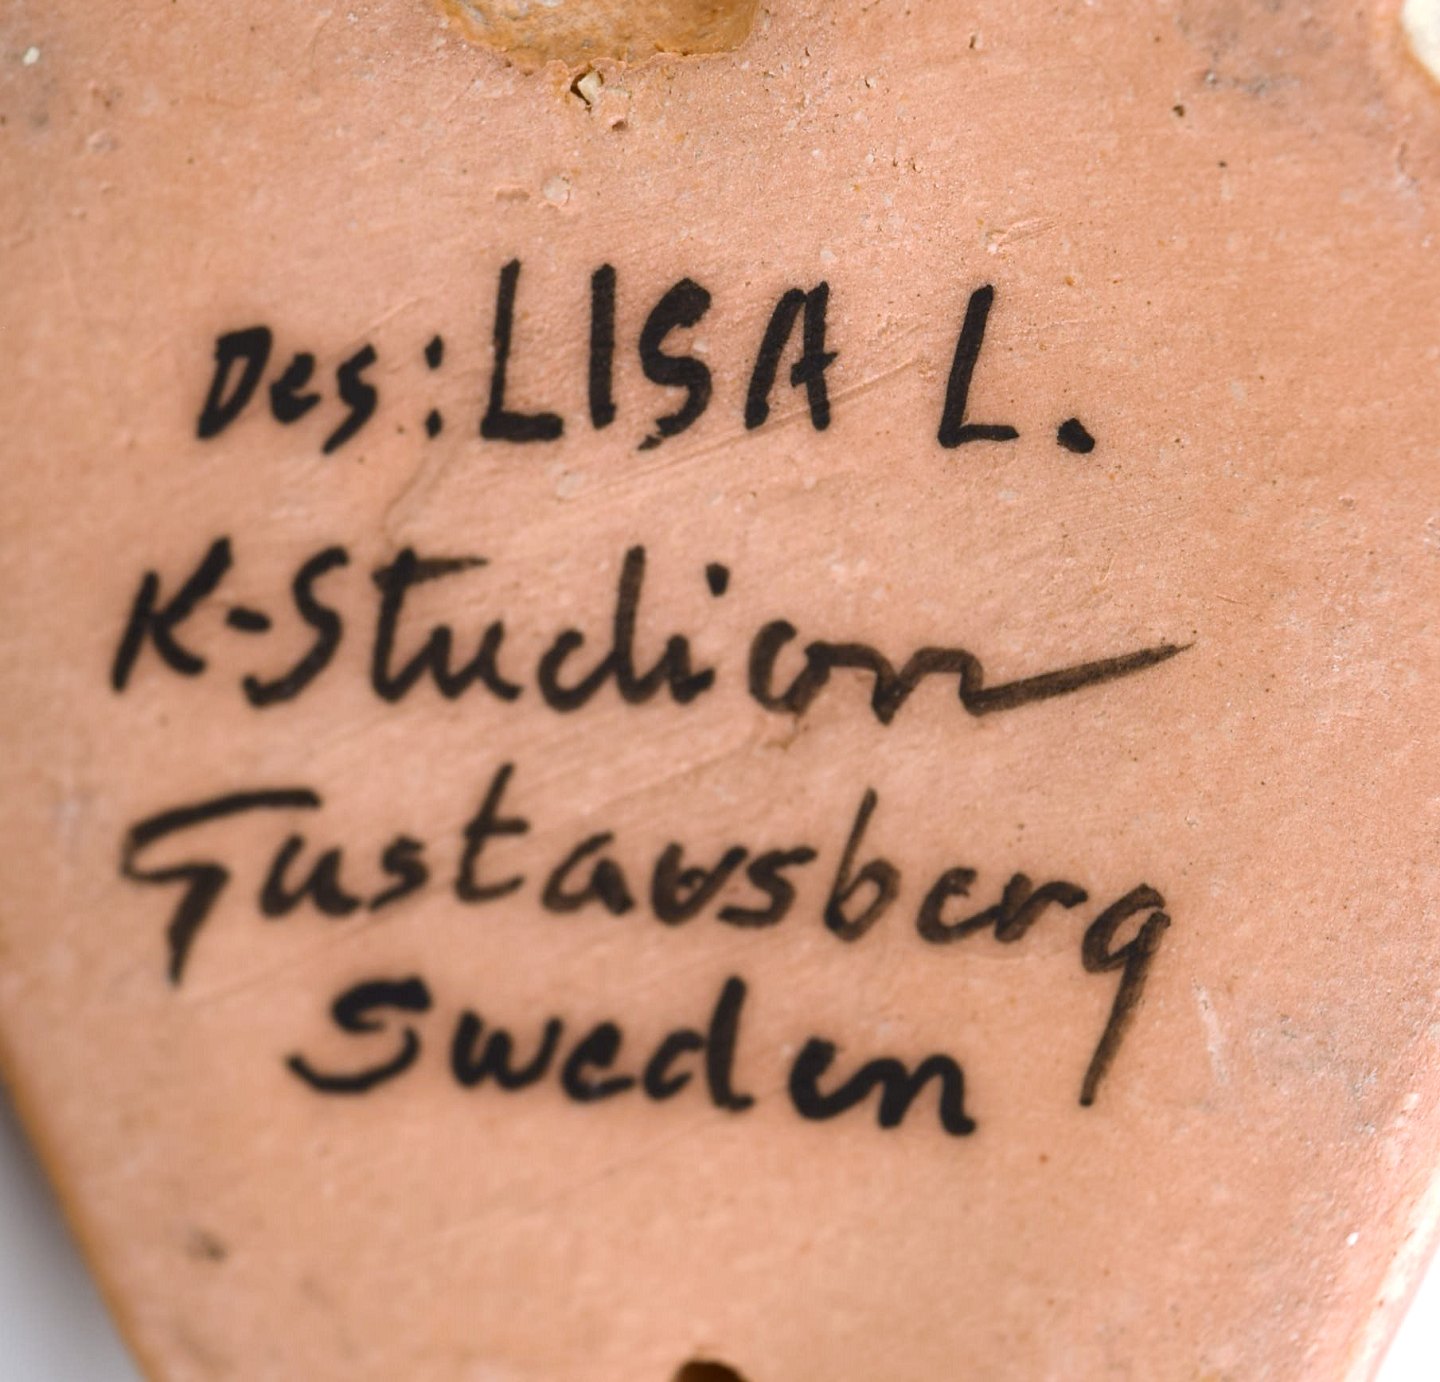 Des: LISA L.
K-Studion
Gustavsberg
Sweden